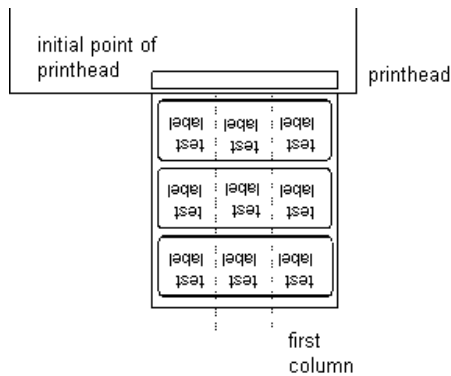 initial point of
printhead
printhead
test test test
label label label
test test test
label label label
test test test
label label label
first
column